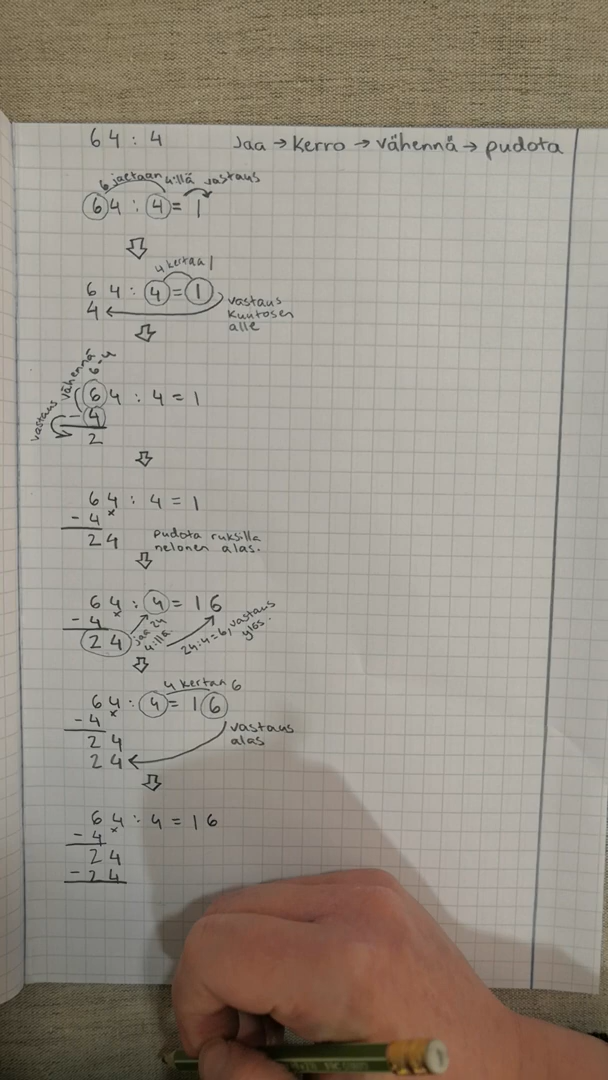 64 : 4
Jaa → kerro → vähennä → pudota
6 jaetaan 4:llä vastaus
64 : 4 = 1
4 kertaa 1
64 : 4 = 1
4
vastaus
kuutosen
alle
vastaus
vähennä
6-4
64 : 4 = 1
- 4
2
64 : 4 = 1
- 4 x
24
pudota ruksilla
nelonen alas.
64 : 4 = 16
- 4 x
24
jaa 24
4:llä.
24:4=6, vastaus
ylös.
4 kertaa 6
64 : 4 = 16
- 4 x
24
24
vastaus
alas
64 : 4 = 16
- 4 x
24
- 24